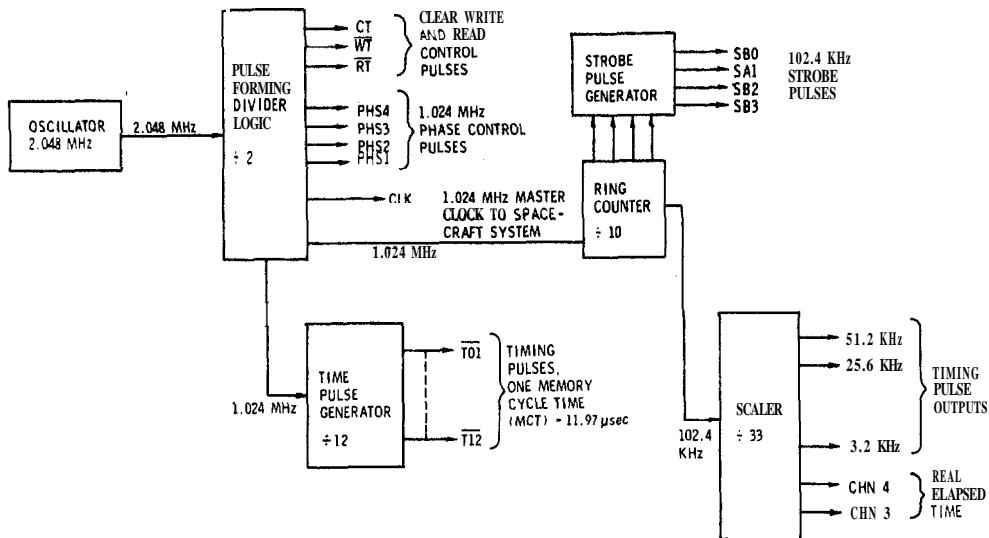 OSCILLATOR
2.048 MHz
2.048 MHz
PULSE
FORMING
DIVIDER
LOGIC
÷ 2
CT
W̅T̅
R̅T̅
CLEAR WRITE
AND READ
CONTROL
PULSES
PHS4
PHS3
PHS2
PHS1
1.024 MHz
PHASE CONTROL
PULSES
CLK
1.024 MHz MASTER
CLOCK TO SPACE-
CRAFT SYSTEM
1.024 MHz
STROBE
PULSE
GENERATOR
SB0
SA1
SB2
SB3
102.4 KHz
STROBE
PULSES
RING
COUNTER
÷ 10
1.024 MHz
TIME
PULSE
GENERATOR
÷12
T̅0̅1̅
T̅1̅2̅
TIMING
PULSES,
ONE MEMORY
CYCLE TIME
(MCT) - 11.97 μsec
102.4
KHz
SCALER
÷ 33
51.2 KHz
25.6 KHz
3.2 KHz
TIMING
PULSE
OUTPUTS
CHN 4
CHN 3
REAL
ELAPSED
TIME